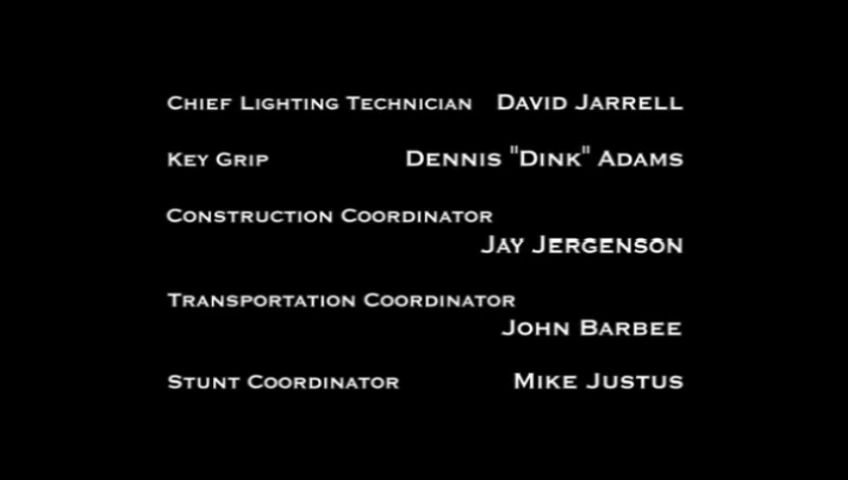 Chief Lighting Technician David Jarrell
Key Grip Dennis "Dink" Adams
Construction Coordinator
Jay Jergenson
Transportation Coordinator
John Barbee
Stunt Coordinator Mike Justus